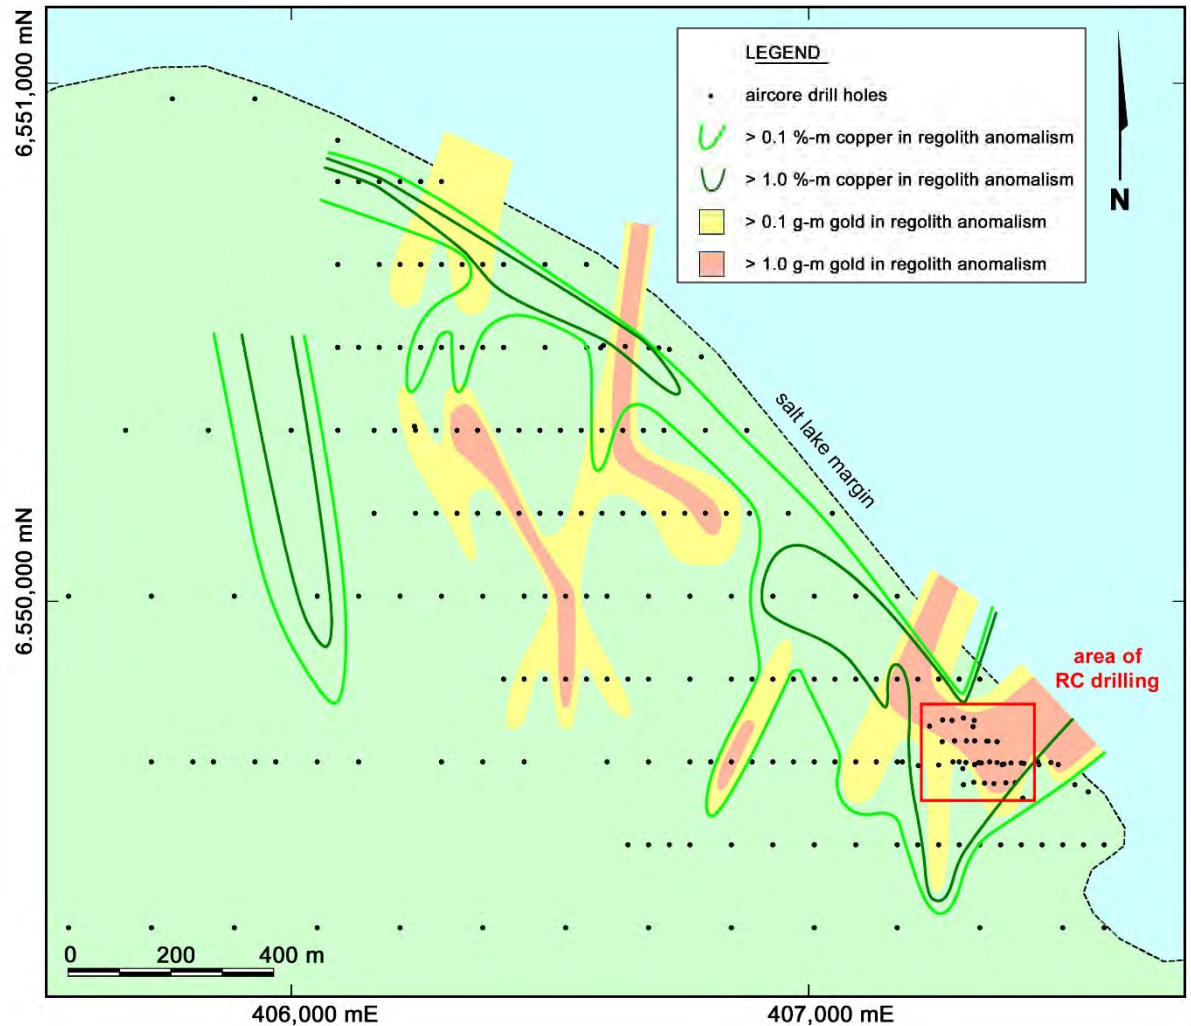 LEGEND
aircore drill holes
> 0.1 %-m copper in regolith anomalism
> 1.0 %-m copper in regolith anomalism
> 0.1 g-m gold in regolith anomalism
> 1.0 g-m gold in regolith anomalism
N
6,551,000 mN
salt lake margin
6.550,000 mN
area of
RC drilling
0 200 400 m
406,000 mE 407,000 mE